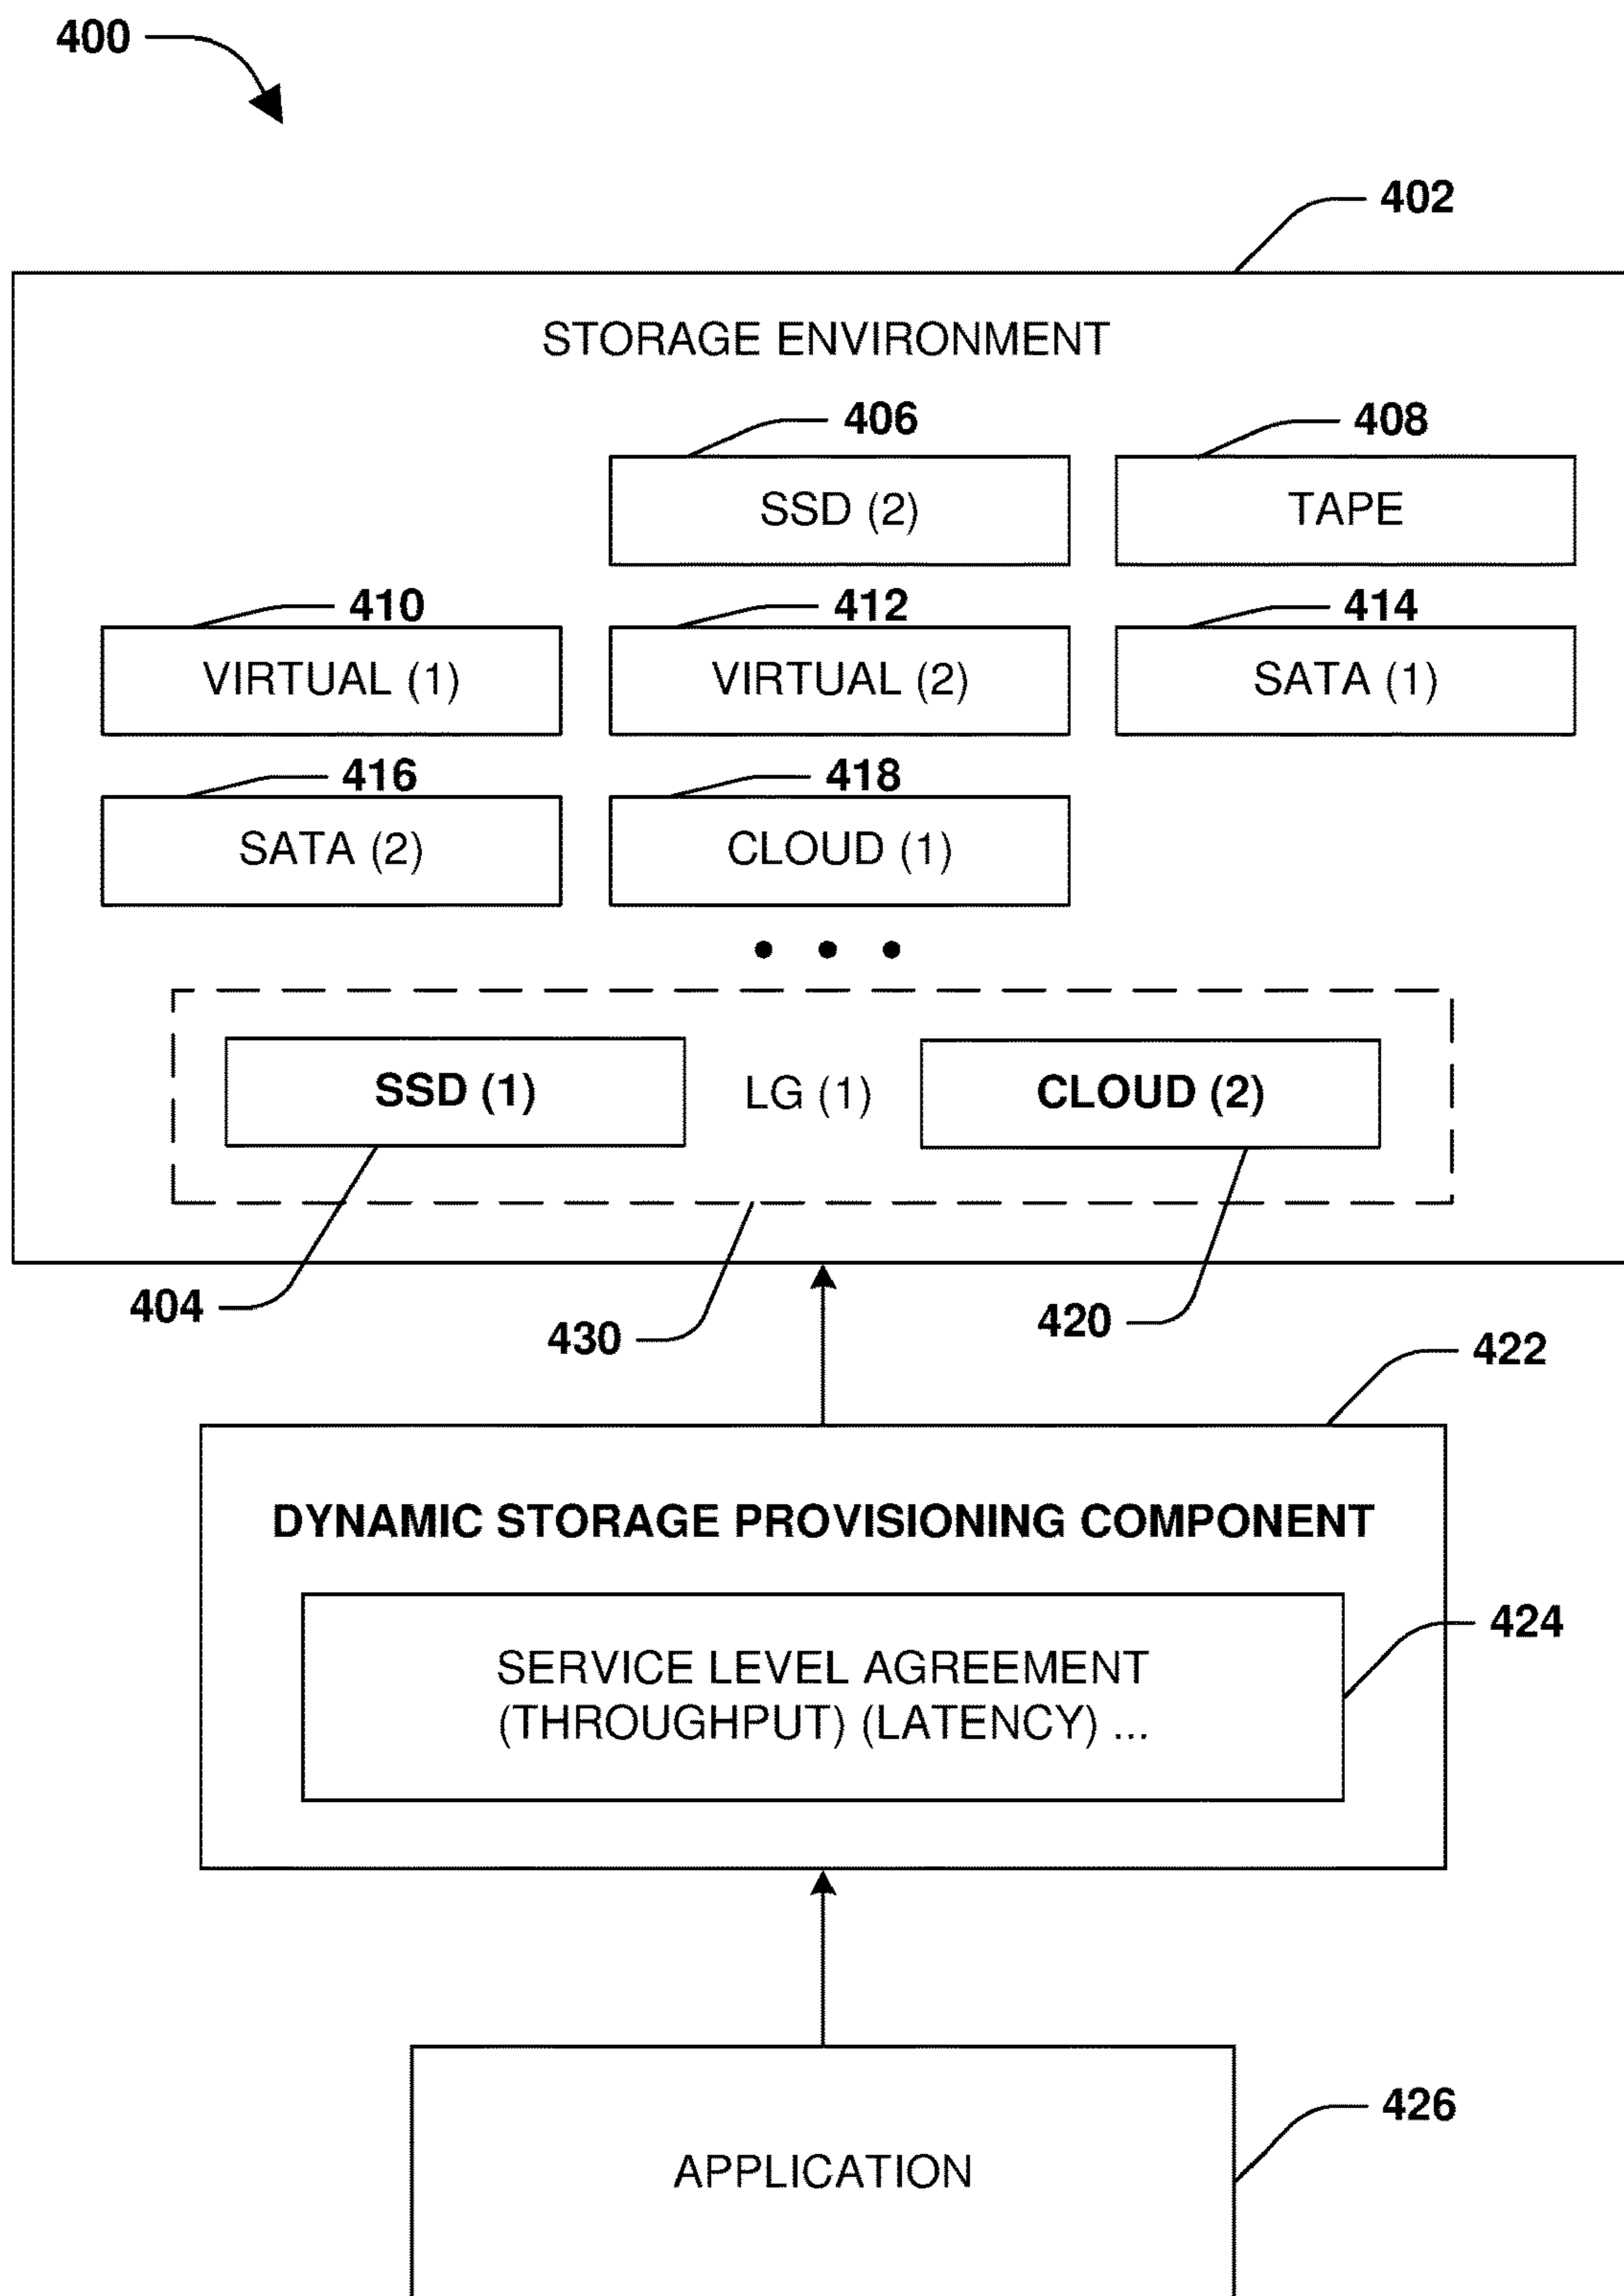 400
402
STORAGE ENVIRONMENT
406
408
SSD (2)
TAPE
410
412
414
VIRTUAL (1)
VIRTUAL (2)
SATA (1)
416
418
SATA (2)
CLOUD (1)
• • •
SSD (1)
LG (1)
CLOUD (2)
404
430
420
422
DYNAMIC STORAGE PROVISIONING COMPONENT
424
SERVICE LEVEL AGREEMENT
(THROUGHPUT) (LATENCY) ...
426
APPLICATION